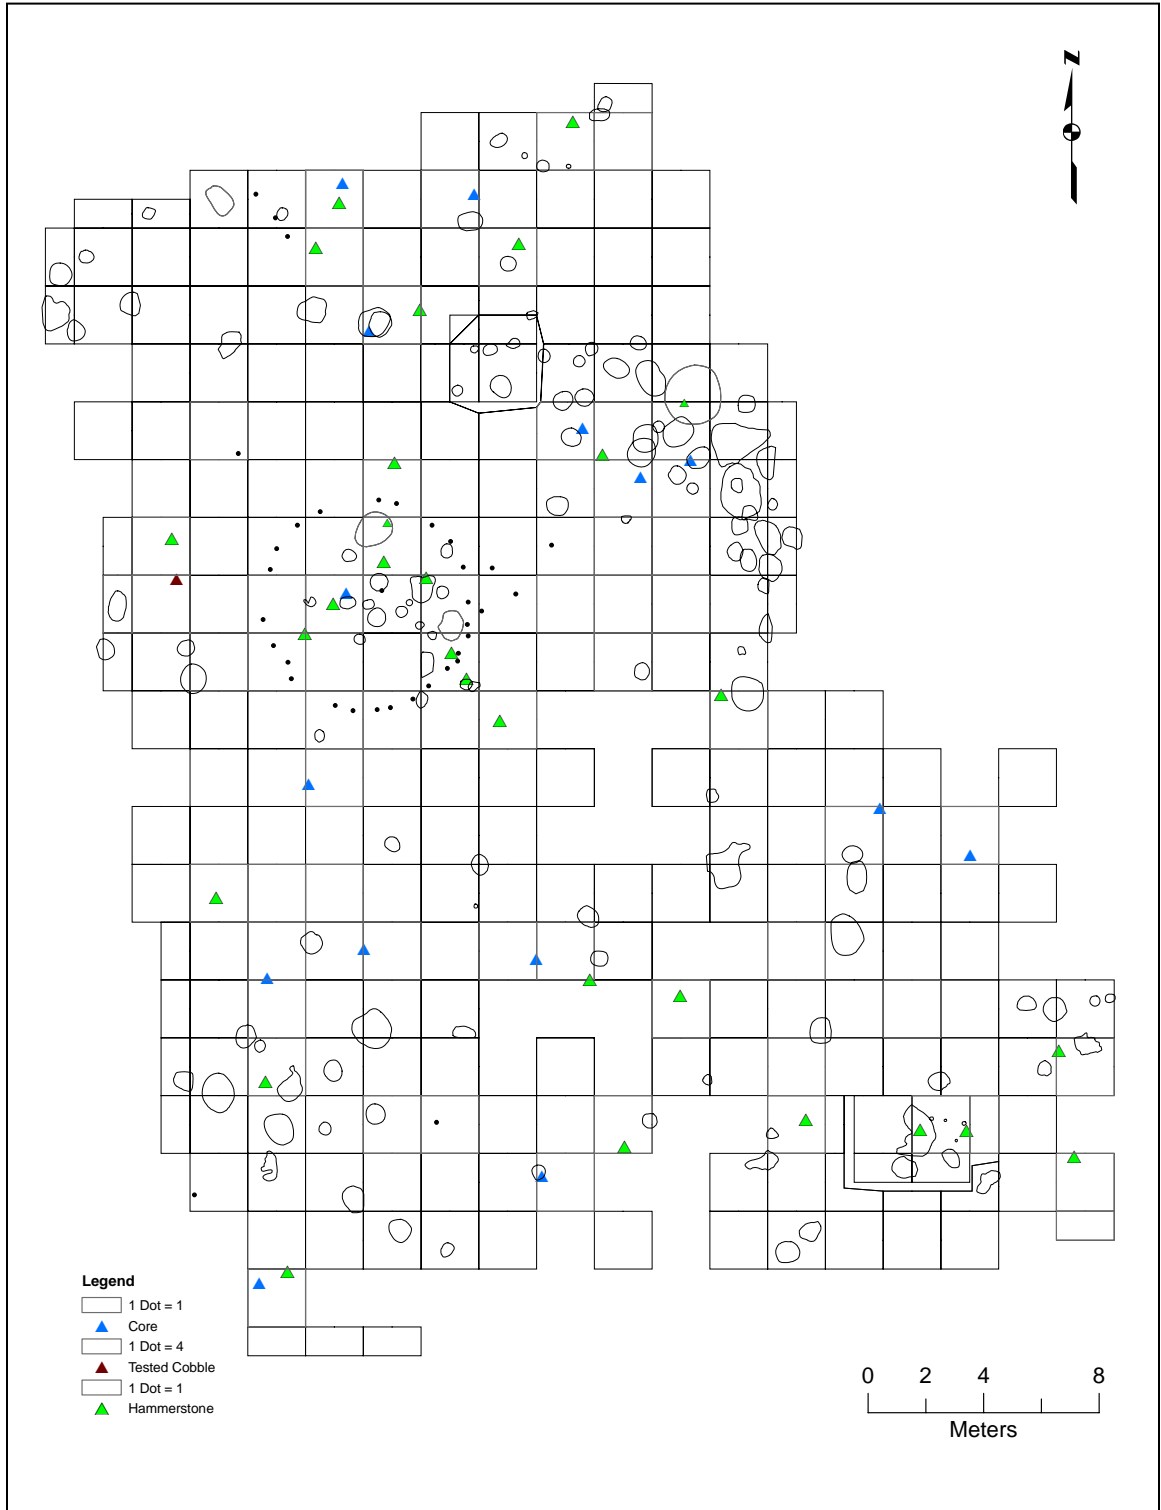 N
Legend
1 Dot = 1
Core
1 Dot = 4
Tested Cobble
1 Dot = 1
Hammerstone
0 2 4 8
Meters